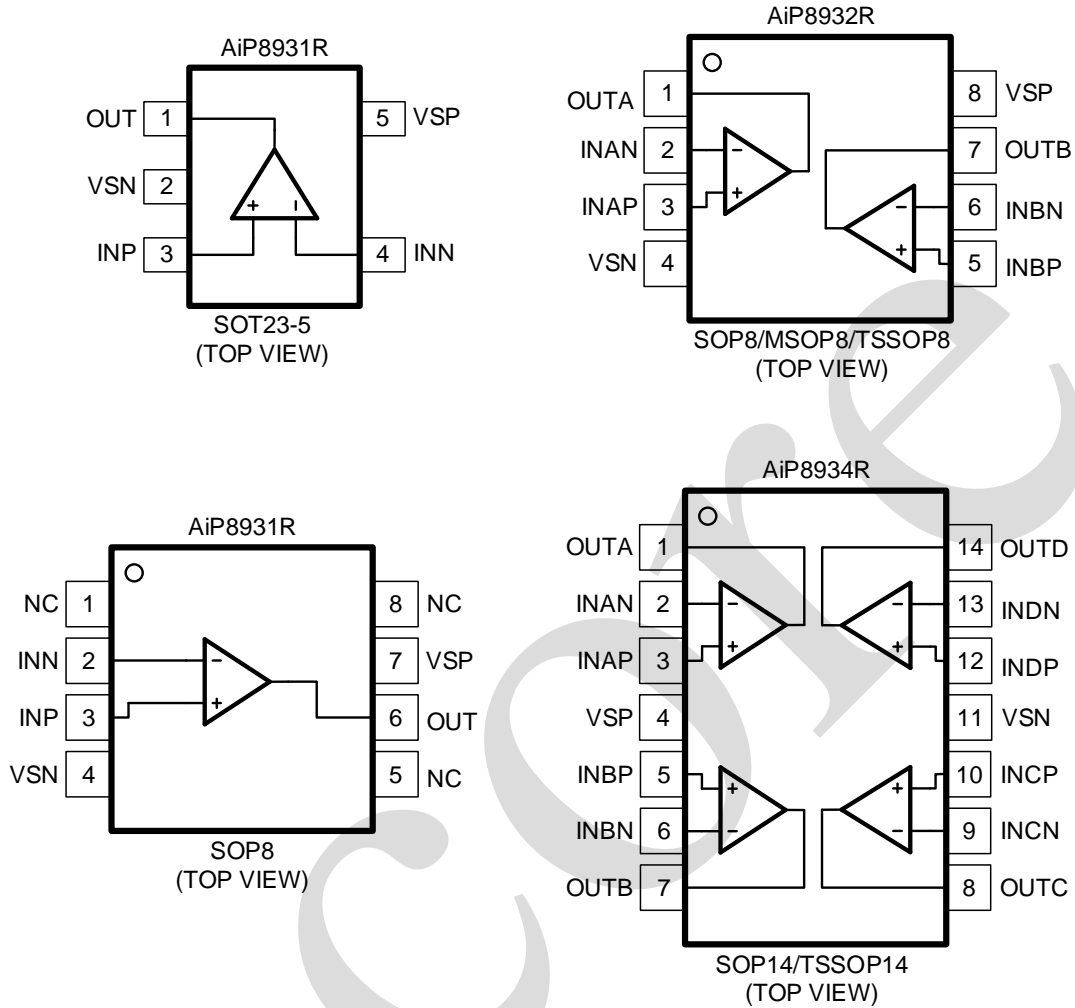 AiP8931R
OUT 1
5 VSP
VSN 2
INP 3
4 INN
+ -
SOT23-5
(TOP VIEW)
AiP8932R
OUTA 1
8 VSP
INAN 2 -
7 OUTB
INAP 3 +
- 6 INBN
VSN 4
+ 5 INBP
SOP8/MSOP8/TSSOP8
(TOP VIEW)
AiP8931R
NC 1
8 NC
INN 2 -
7 VSP
INP 3 +
6 OUT
VSN 4
5 NC
SOP8
(TOP VIEW)
AiP8934R
OUTA 1
14 OUTD
INAN 2 -
- 13 INDN
INAP 3 +
+ 12 INDP
VSP 4
11 VSN
INBP 5 +
+ 10 INCP
INBN 6 -
- 9 INCN
OUTB 7
8 OUTC
SOP14/TSSOP14
(TOP VIEW)
core